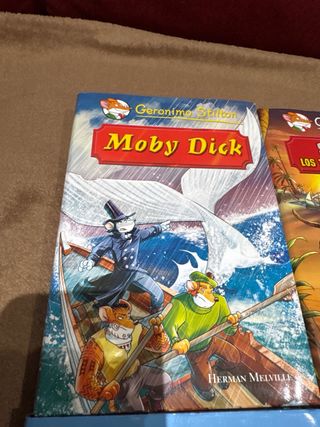 Geronimo Stilton
Moby Dick
HERMAN MELVILLE
LOS